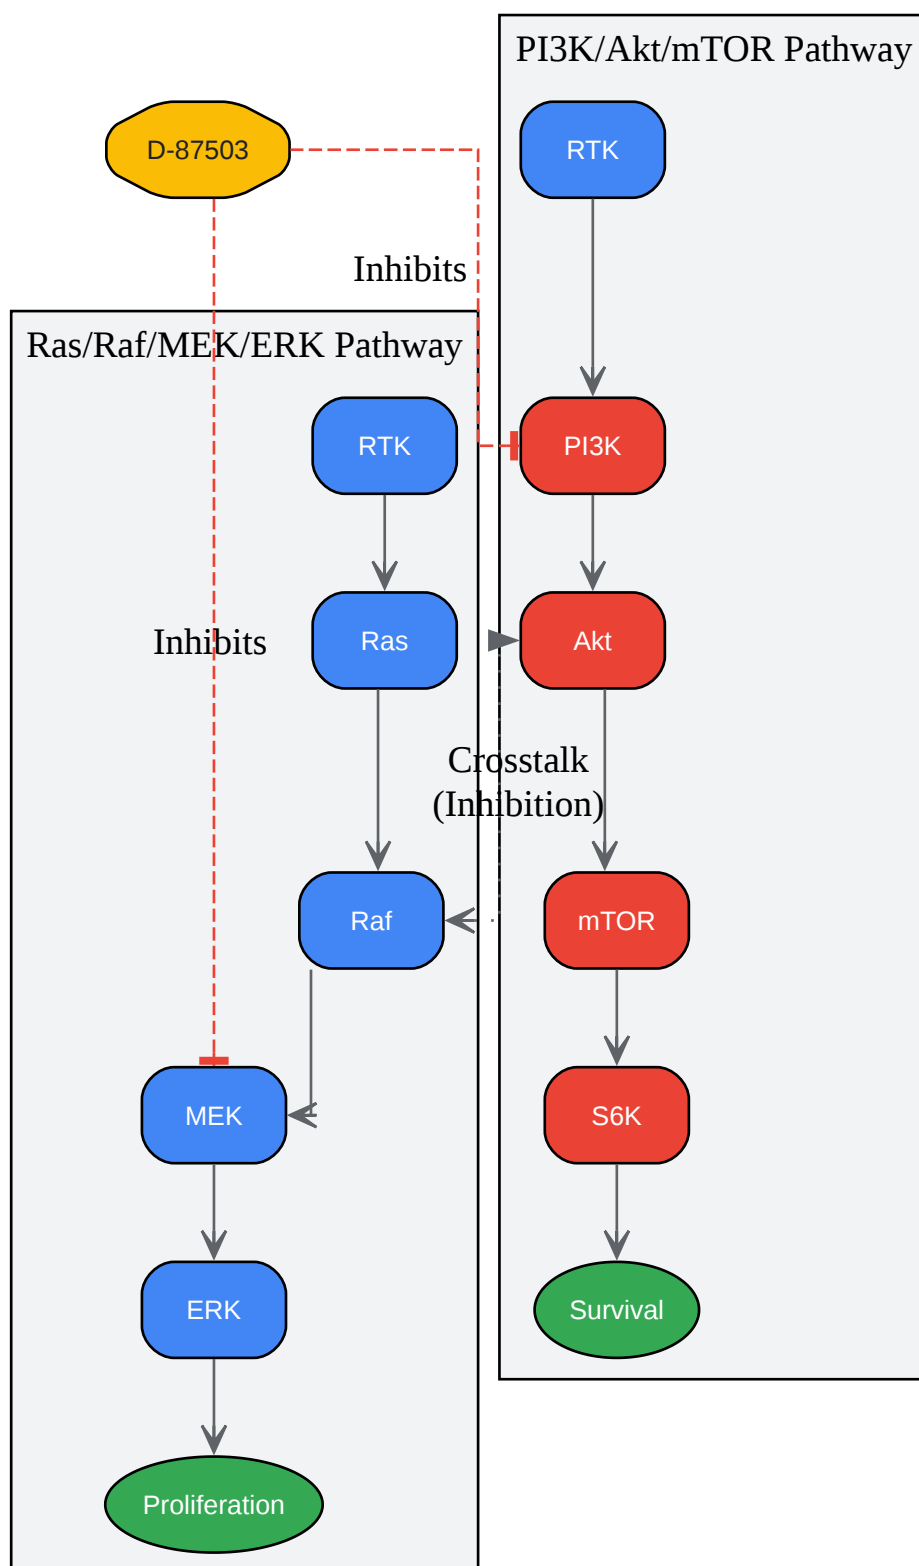 PI3K/Akt/mTOR Pathway
D-87503
RTK
Inhibits
Ras/Raf/MEK/ERK Pathway
RTK
PI3K
Inhibits
Ras
Akt
Crosstalk
(Inhibition)
Raf
mTOR
MEK
S6K
ERK
Survival
Proliferation